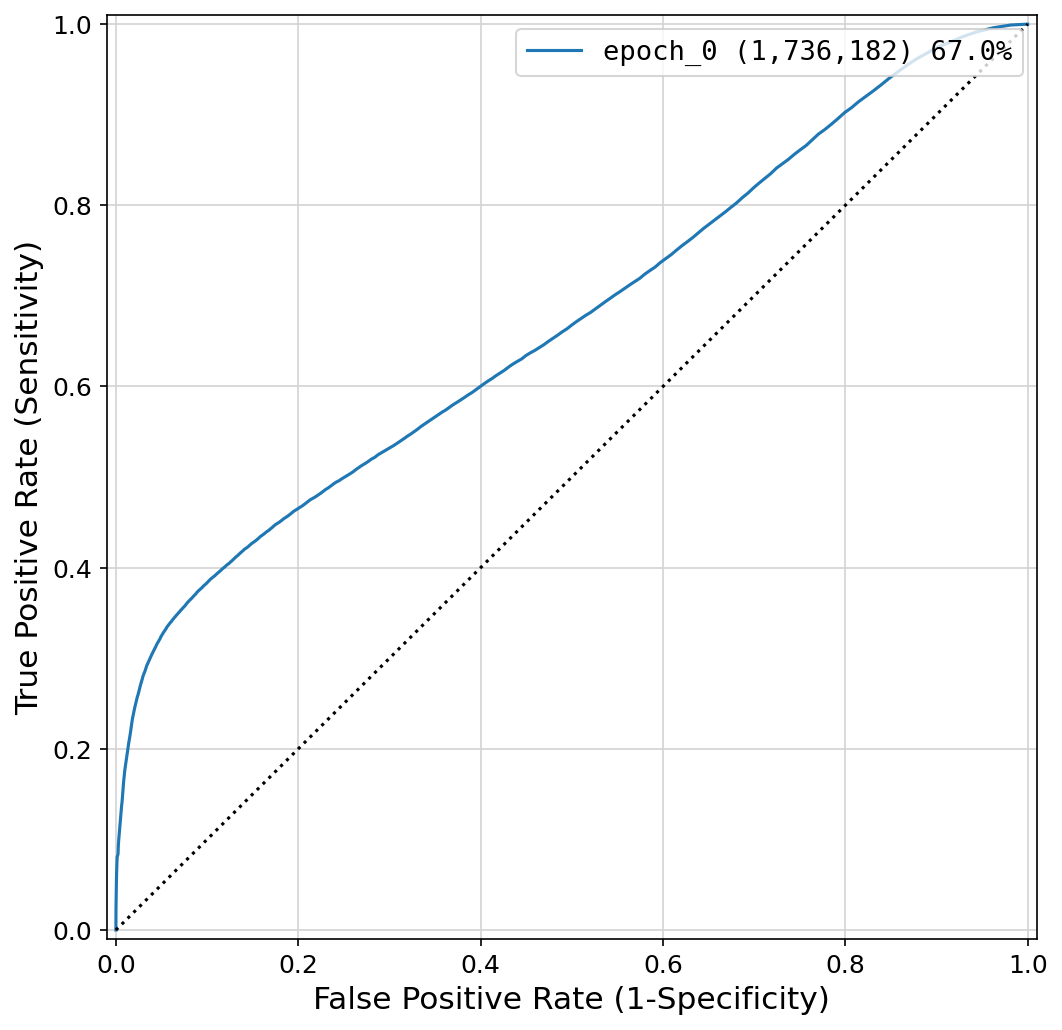 epoch_0 (1,736,182) 67.0%
True Positive Rate (Sensitivity)
1.0
0.8
0.6
0.4
0.2
0.0
0.0 0.2 0.4 0.6 0.8 1.0
False Positive Rate (1-Specificity)